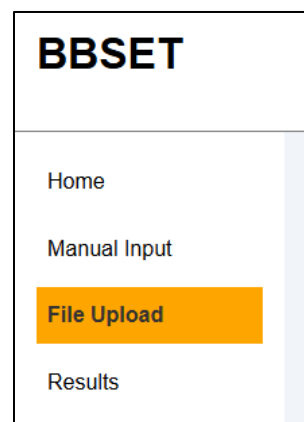 BBSET
Home
Manual Input
File Upload
Results